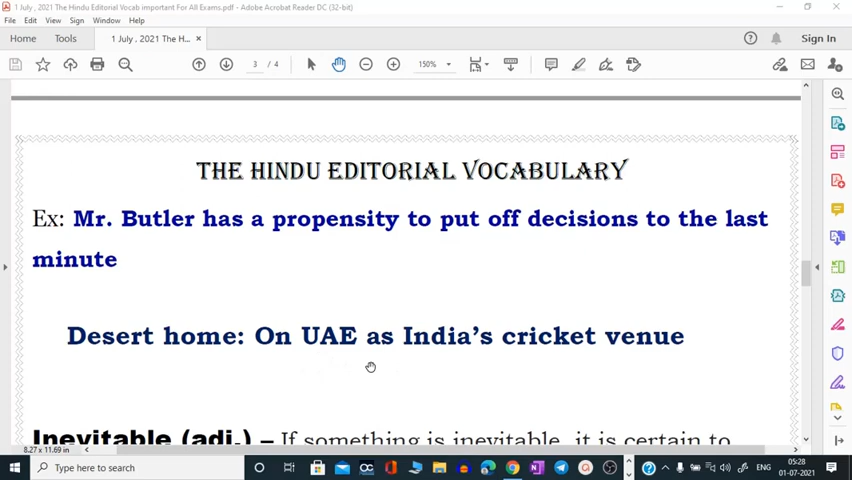 1 July , 2021 The Hindu Editorial Vocab important For All Exams.pdf - Adobe Acrobat Reader DC (32-bit)
File Edit View Sign Window Help
Home Tools 1 July , 2021 The H... × Sign In
3 / 4 150%
THE HINDU EDITORIAL VOCABULARY
Ex: Mr. Butler has a propensity to put off decisions to the last
minute
Desert home: On UAE as India's cricket venue
Inevitable (adj.) – If something is inevitable, it is certain to
8.27 x 11.69 in
Type here to search
ENG
05:28
01-07-2021